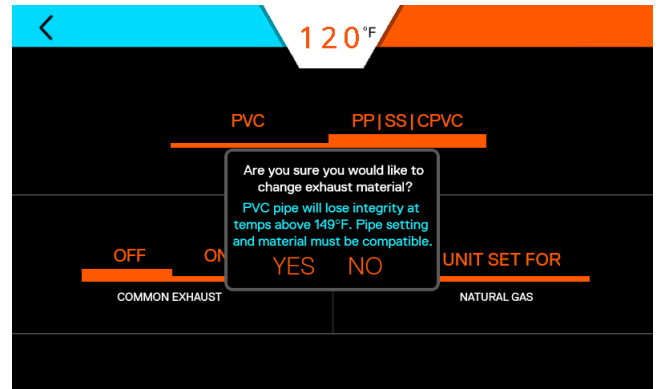 120°F
PVC PP|SS|CPVC
Are you sure you would like to
change exhaust material?
PVC pipe will lose integrity at
temps above 149°F. Pipe setting
and material must be compatible.
YES NO
OFF ON
UNIT SET FOR
COMMON EXHAUST
NATURAL GAS